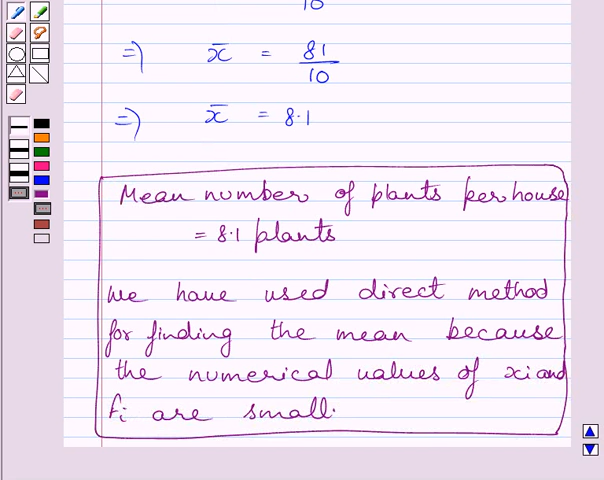 10
=) x̄ = 81/10
=) x̄ = 8.1
Mean number of plants per house
= 8.1 plants
We have used direct method
for finding the mean because
the numerical values of xi and
fi are small.